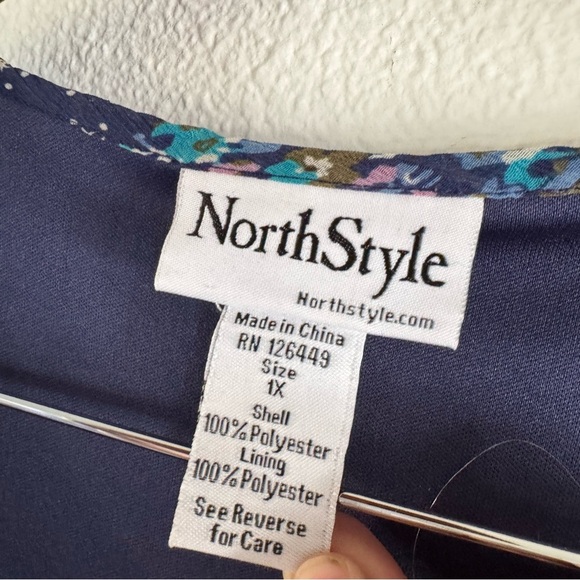 NorthStyle
Northstyle.com
Made in China
RN 126449
Size
1X
Shell
100% Polyester
Lining
100% Polyester
See Reverse
for Care